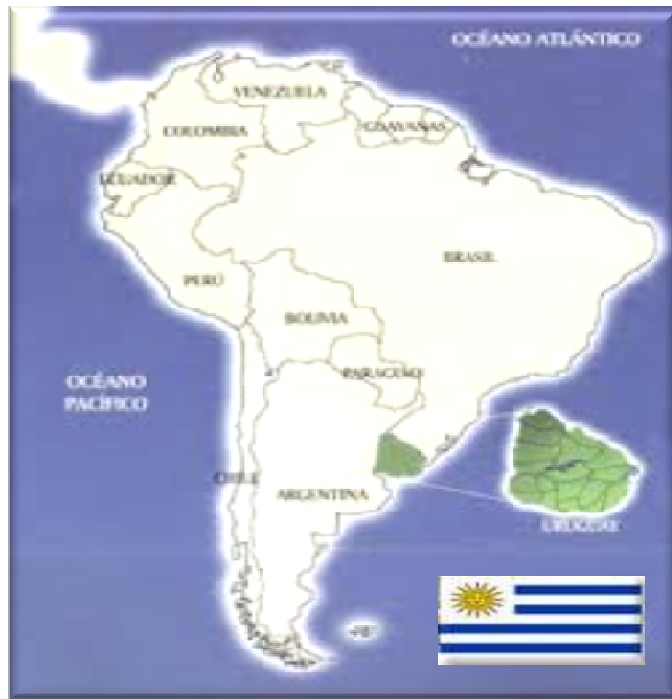 OCÉANO ATLÁNTICO
VENEZUELA
COLOMBIA
GUAYANAS
ECUADOR
BRASIL
PERÚ
BOLIVIA
PARAGUAY
OCÉANO
PACÍFICO
CHILE
ARGENTINA
URUGUAY